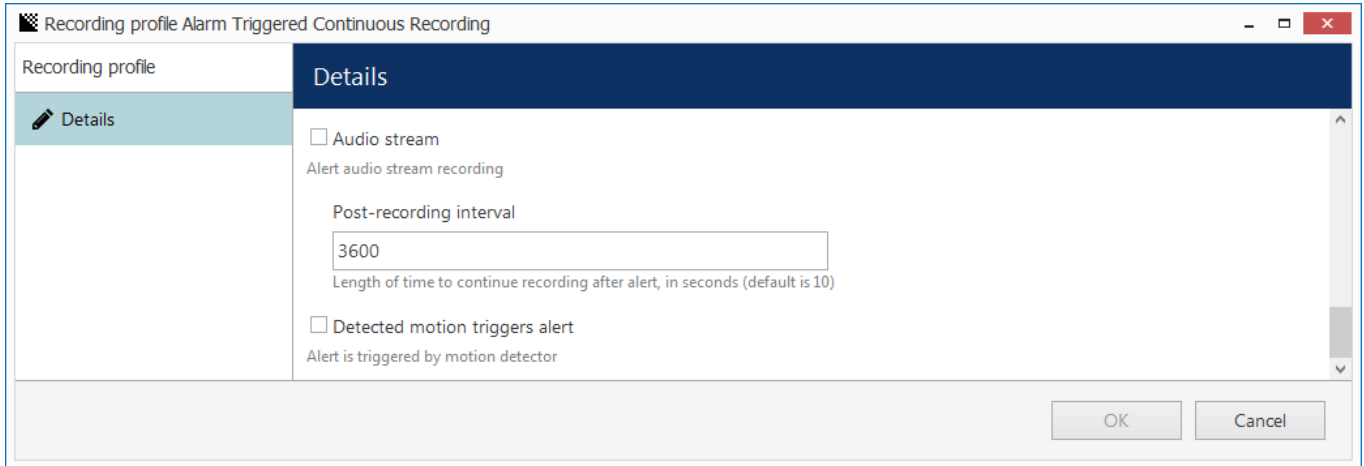 Recording profile Alarm Triggered Continuous Recording
Recording profile
Details
Details
Audio stream
Alert audio stream recording
Post-recording interval
3600
Length of time to continue recording after alert, in seconds (default is 10)
Detected motion triggers alert
Alert is triggered by motion detector
OK
Cancel